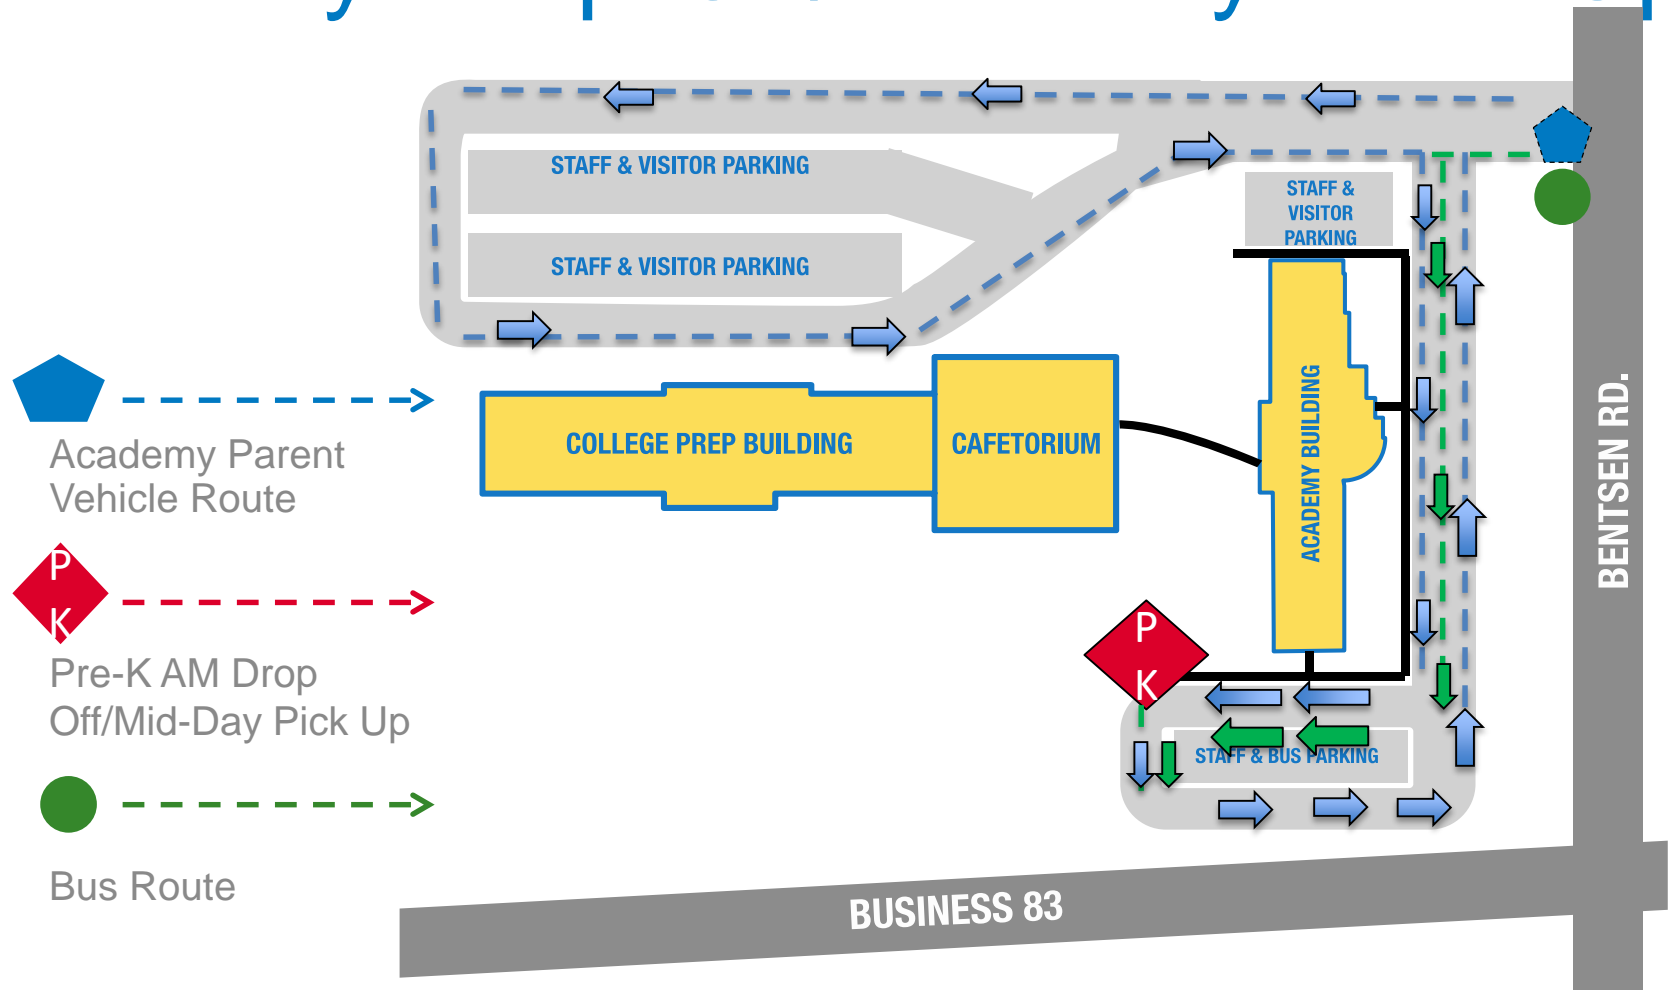 STAFF & VISITOR PARKING
STAFF &
VISITOR
PARKING
STAFF & VISITOR PARKING
COLLEGE PREP BUILDING
CAFETORIUM
ACADEMY BUILDING
BENTSEN RD.
Academy Parent
Vehicle Route
P
K
Pre-K AM Drop
Off/Mid-Day Pick Up
P
K
STAFF & BUS PARKING
Bus Route
BUSINESS 83